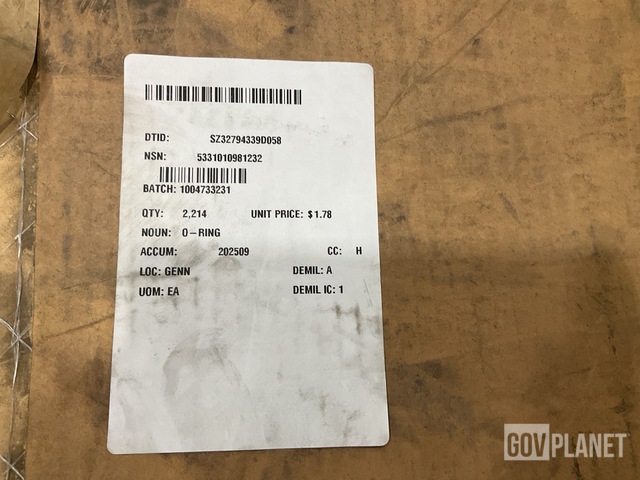 DTID: SZ32794339D058
NSN: 5331010981232
BATCH: 1004733231
QTY: 2,214 UNIT PRICE: $1.78
NOUN: O-RING
ACCUM: 202509 CC: H
LOC: GENN DEMIL: A
UOM: EA DEMIL IC: 1
GOVPLANET